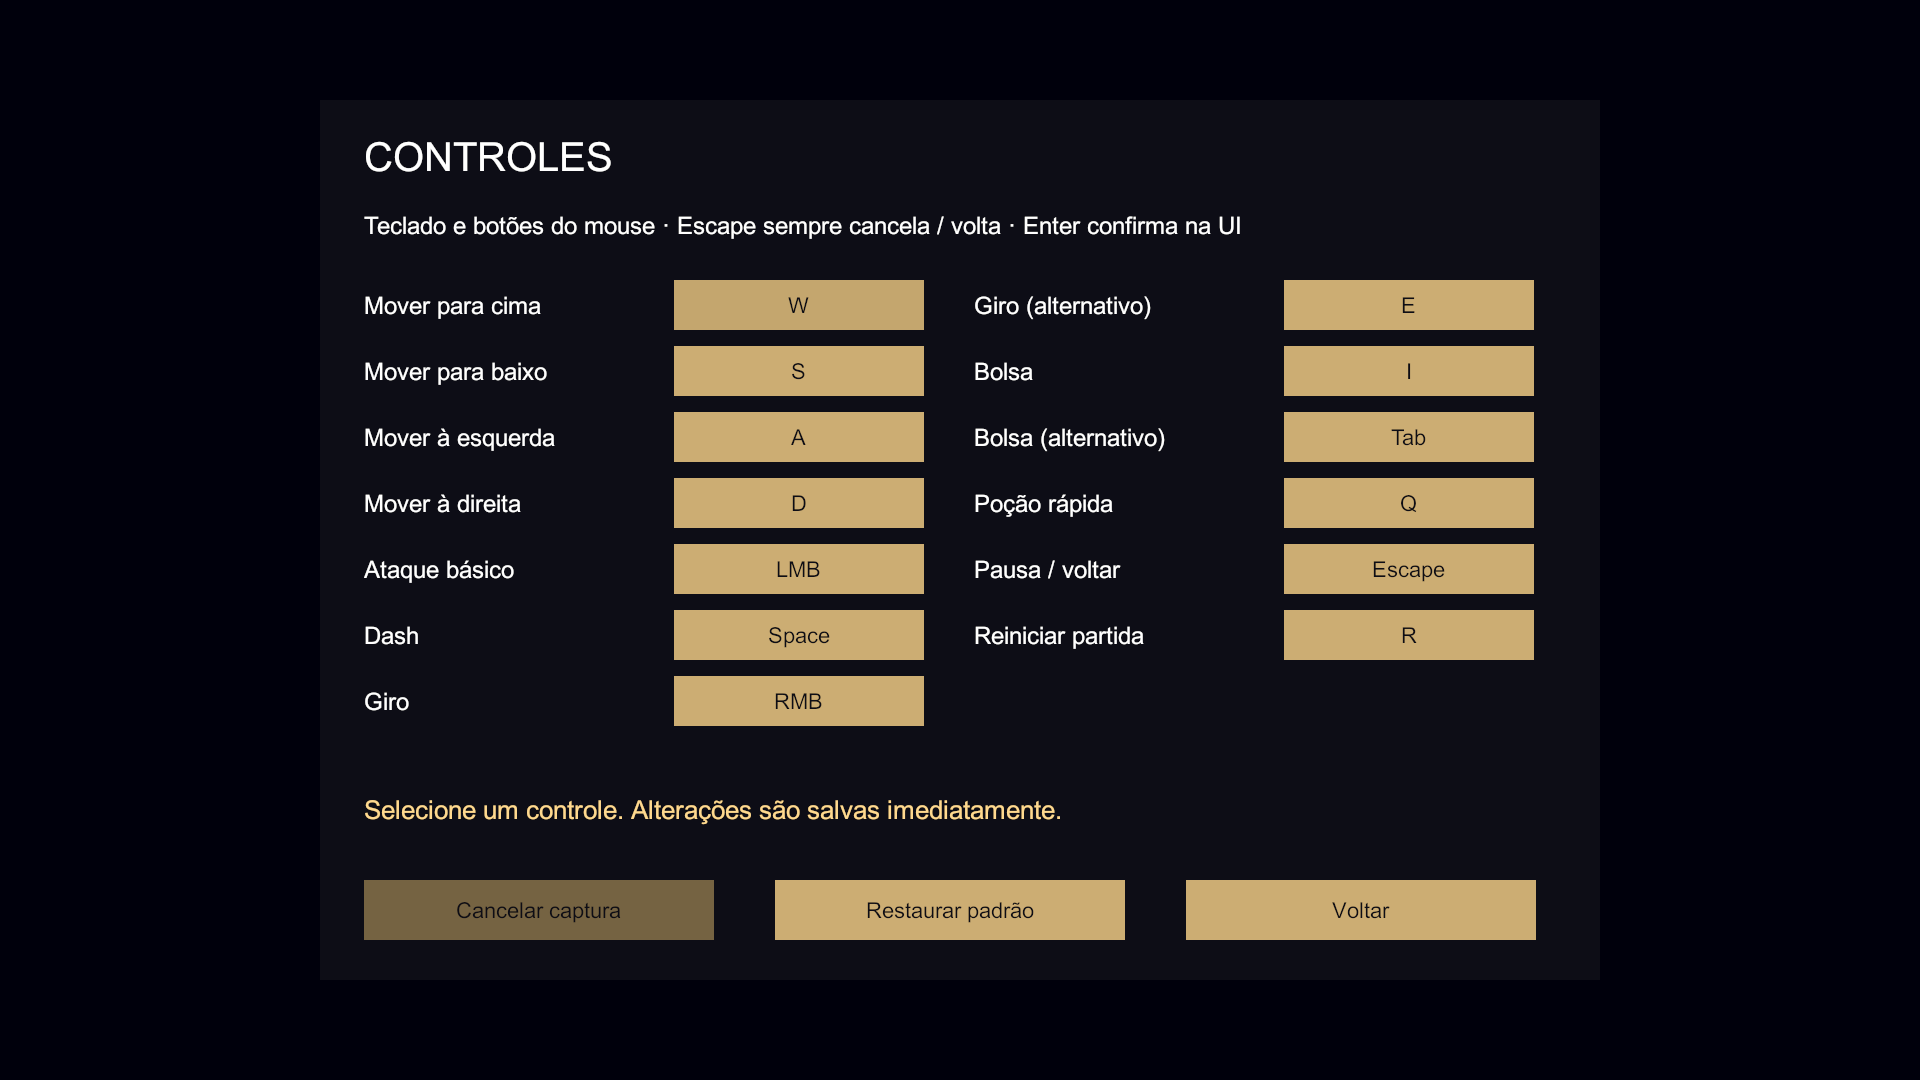 CONTROLES
Teclado e botões do mouse · Escape sempre cancela / volta · Enter confirma na UI
Mover para cima W Giro (alternativo) E
Mover para baixo S Bolsa I
Mover à esquerda A Bolsa (alternativo) Tab
Mover à direita D Poção rápida Q
Ataque básico LMB Pausa / voltar Escape
Dash Space Reiniciar partida R
Giro RMB
Selecione um controle. Alterações são salvas imediatamente.
Cancelar captura Restaurar padrão Voltar